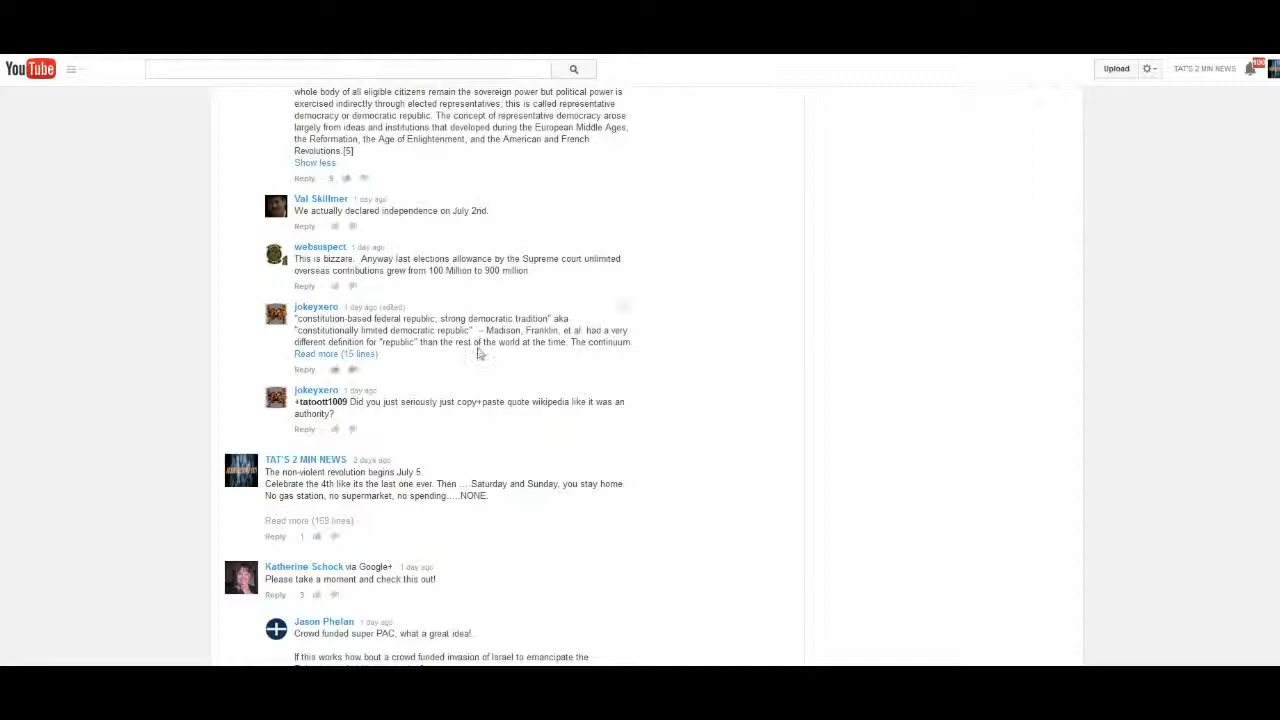 YouTube
Upload
TAT'S 2 MIN NEWS
100
whole body of all eligible citizens remain the sovereign power but political power is
exercised indirectly through elected representatives; this is called representative
democracy or democratic republic. The concept of representative democracy arose
largely from ideas and institutions that developed during the European Middle Ages,
the Reformation, the Age of Enlightenment, and the American and French
Revolutions.[5]
Show less
Reply 9
Val Skillmer 1 day ago
We actually declared independence on July 2nd.
Reply
websuspect 1 day ago
This is bizzare. Anyway last elections allowance by the Supreme court unlimited
overseas contributions grew from 100 Million to 900 million
Reply
jokeyxero 1 day ago (edited)
"constitution-based federal republic; strong democratic tradition" aka
"constitutionally limited democratic republic" – Madison, Franklin, et al. had a very
different definition for "republic" than the rest of the world at the time. The continuum
Read more (15 lines)
Reply
jokeyxero 1 day ago
+tatoott1009 Did you just seriously just copy+paste quote wikipedia like it was an
authority?
Reply
TAT'S 2 MIN NEWS 2 days ago
The non-violent revolution begins July 5.
Celebrate the 4th like its the last one ever. Then ... Saturday and Sunday, you stay home.
No gas station, no supermarket, no spending.....NONE.
Read more (169 lines)
Reply 1
Katherine Schock via Google+ 1 day ago
Please take a moment and check this out!
Reply 3
Jason Phelan 1 day ago
Crowd funded super PAC, what a great idea!
If this works how bout a crowd funded invasion of Israel to emancipate the